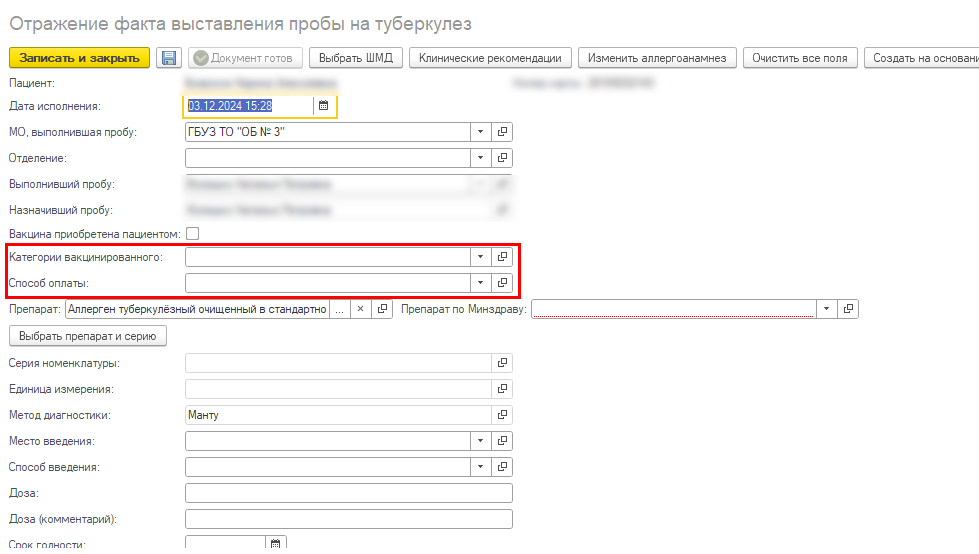 Отражение факта выставления пробы на туберкулез
Записать и закрыть Документ готов Выбрать ШМД Клинические рекомендации Изменить аллергоанамнез Очистить все поля Создать на основани
Пациент:
Дата исполнения: 03.12.2024 15:28
МО, выполнившая пробу: ГБУЗ ТО "ОБ № 3"
Отделение:
Выполнивший пробу:
Назначивший пробу:
Вакцина приобретена пациентом:
Категории вакцинированного:
Способ оплаты:
Препарат: Аллерген туберкулёзный очищенный в стандартно ... × Препарат по Минздраву:
Выбрать препарат и серию
Серия номенклатуры:
Единица измерения:
Метод диагностики: Манту
Место введения:
Способ введения:
Доза:
Доза (комментарий):
Срок годности: